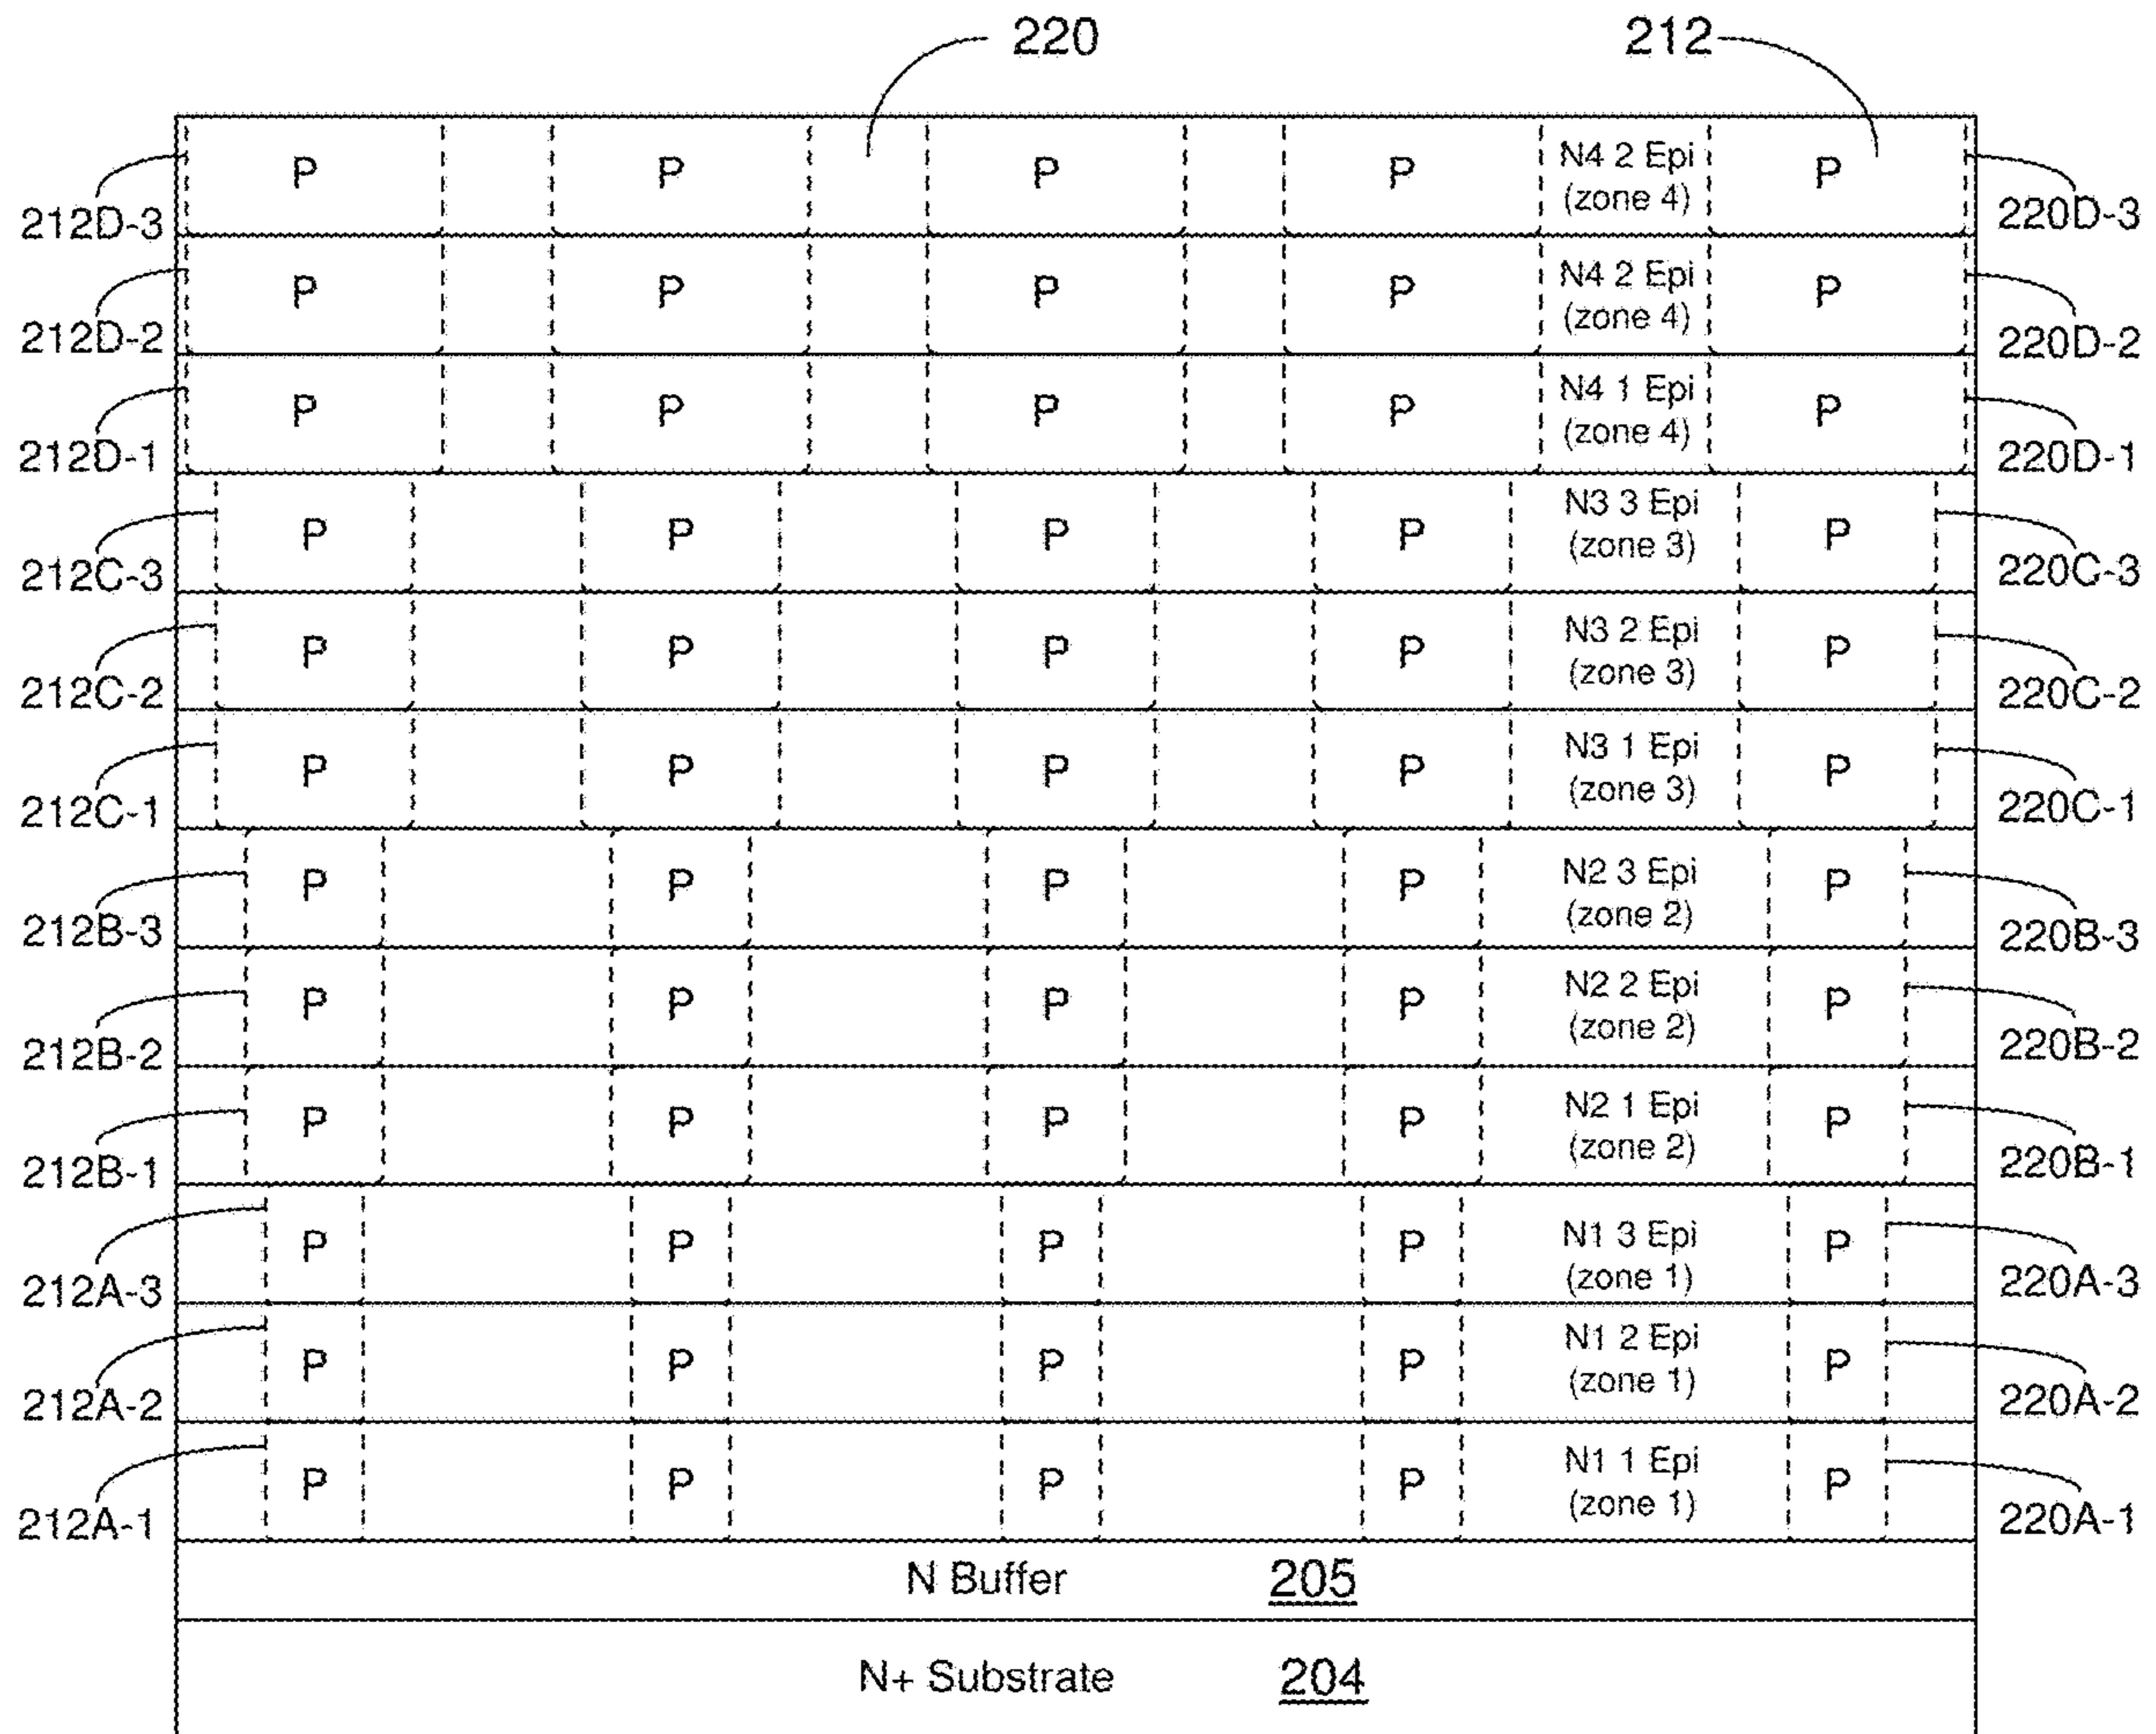 220 212
P P P P N4 2 Epi P
(zone 4)
212D-3 220D-3
P P P P N4 2 Epi P
(zone 4)
212D-2 220D-2
P P P P N4 1 Epi P
(zone 4)
212D-1 220D-1
P P P P N3 3 Epi P
(zone 3)
212C-3 220C-3
P P P P N3 2 Epi P
(zone 3)
212C-2 220C-2
P P P P N3 1 Epi P
(zone 3)
212C-1 220C-1
P P P P N2 3 Epi P
(zone 2)
212B-3 220B-3
P P P P N2 2 Epi P
(zone 2)
212B-2 220B-2
P P P P N2 1 Epi P
(zone 2)
212B-1 220B-1
P P P P N1 3 Epi P
(zone 1)
212A-3 220A-3
P P P P N1 2 Epi P
(zone 1)
212A-2 220A-2
P P P P N1 1 Epi P
(zone 1)
212A-1 220A-1
N Buffer 205
N+ Substrate 204